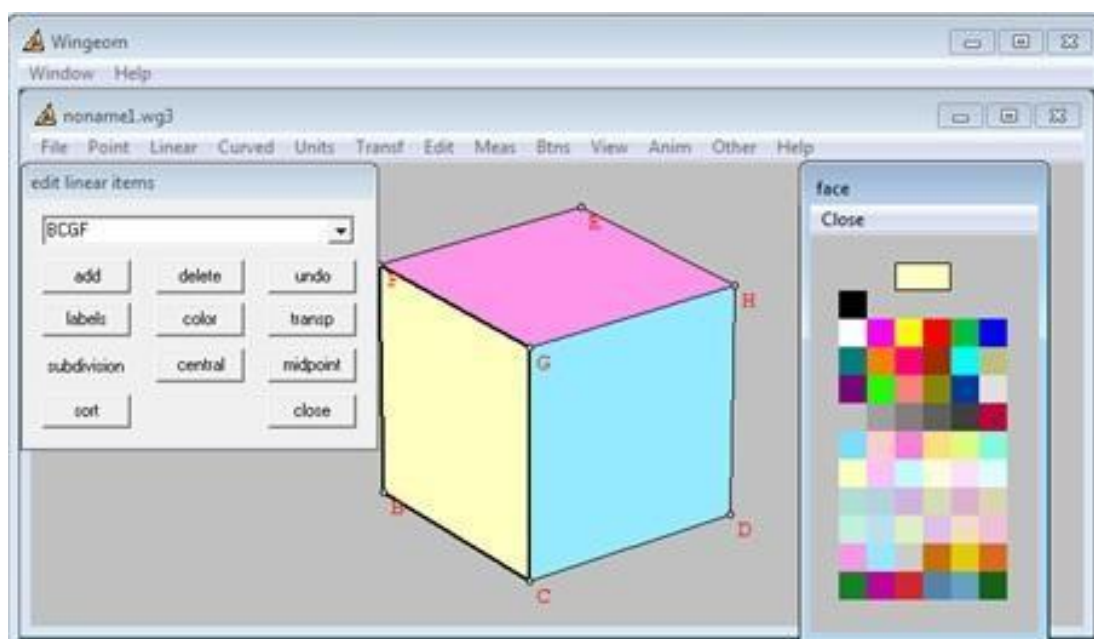 Wingeom
Window Help
noname1.wg3
File Point Linear Curved Units Transf Edit Meas Btns View Anim Other Help
edit linear items
BCGF
add delete undo
labels color transp
subdivision central midpoint
sort close
face
Close
E
F
H
G
B
D
C